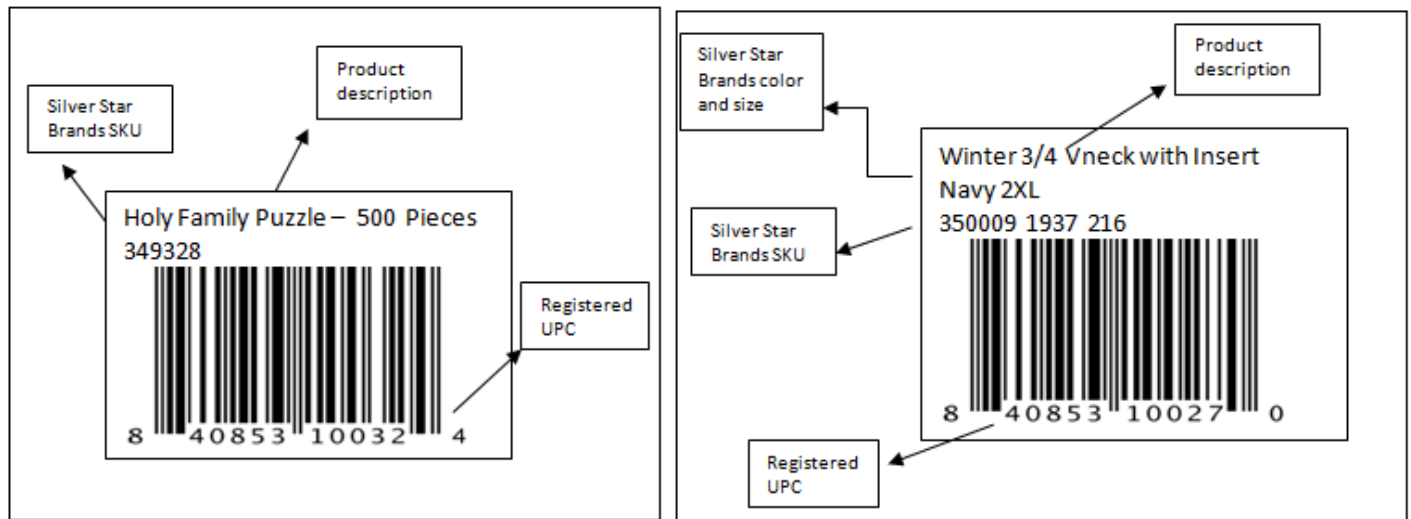 Product
description
Silver Star
Brands SKU
Holy Family Puzzle – 500 Pieces
349328
Registered
UPC
8 40853 10032 4
Silver Star
Brands color
and size
Product
description
Winter 3/4 Vneck with Insert
Navy 2XL
350009 1937 216
Silver Star
Brands SKU
8 40853 10027 0
Registered
UPC